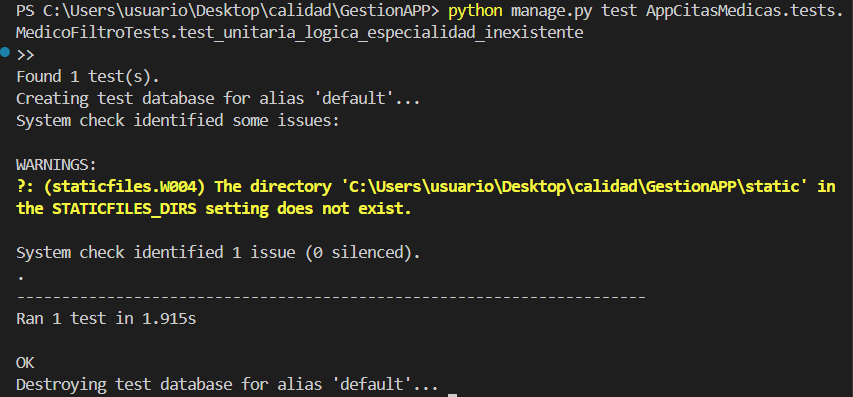 PS C:\Users\usuario\Desktop\calidad\GestionAPP> python manage.py test AppCitasMedicas.tests.
MedicoFiltroTests.test_unitaria_logica_especialidad_inexistente
>>
Found 1 test(s).
Creating test database for alias 'default'...
System check identified some issues:
WARNINGS:
?: (staticfiles.W004) The directory 'C:\Users\usuario\Desktop\calidad\GestionAPP\static' in
the STATICFILES_DIRS setting does not exist.
System check identified 1 issue (0 silenced).
.
----------------------------------------------------------------------
Ran 1 test in 1.915s
OK
Destroying test database for alias 'default'...